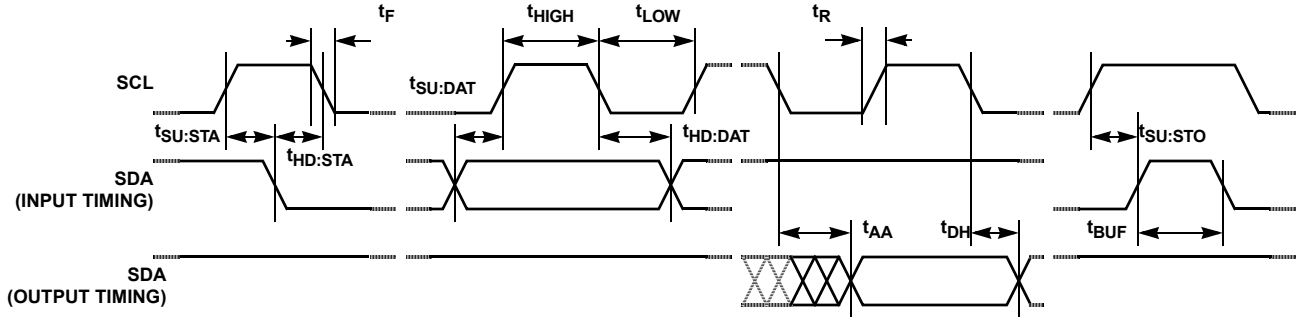 tF
tHIGH
tLOW
tR
SCL
tSU:DAT
tSU:STA
tHD:STA
tHD:DAT
tSU:STO
SDA
(INPUT TIMING)
tAA
tDH
tBUF
SDA
(OUTPUT TIMING)